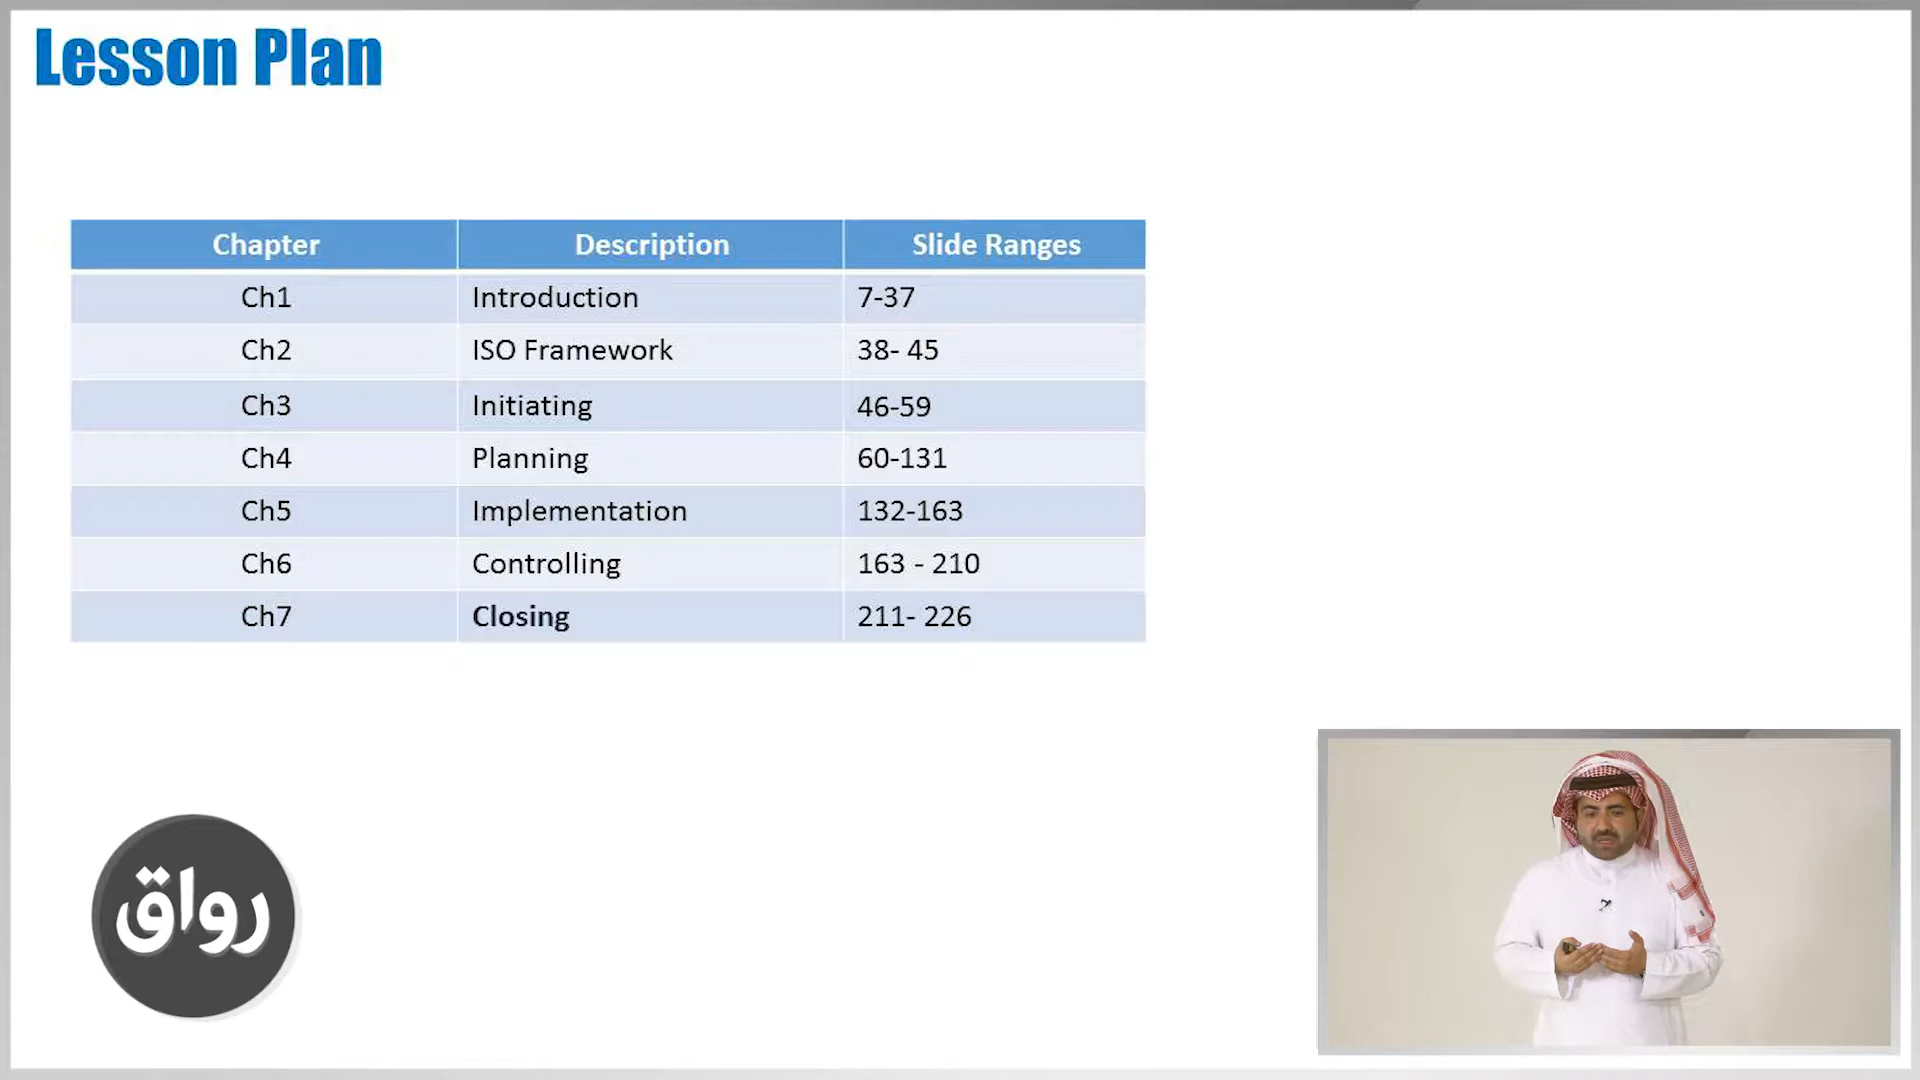 Lesson Plan
Chapter Description Slide Ranges
Ch1 Introduction 7-37
Ch2 ISO Framework 38- 45
Ch3 Initiating 46-59
Ch4 Planning 60-131
Ch5 Implementation 132-163
Ch6 Controlling 163 - 210
Ch7 Closing 211- 226
رواق